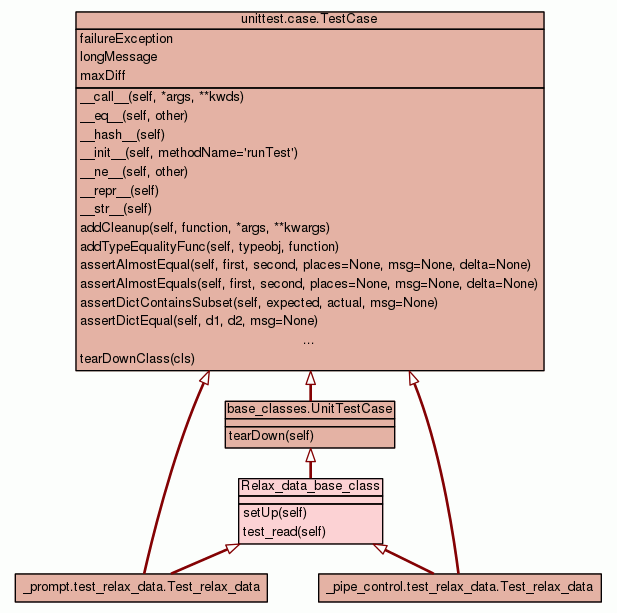 unittest.case.TestCase
failureException
longMessage
maxDiff
__call__(self, *args, **kwds)
__eq__(self, other)
__hash__(self)
__init__(self, methodName='runTest')
__ne__(self, other)
__repr__(self)
__str__(self)
addCleanup(self, function, *args, **kwargs)
addTypeEqualityFunc(self, typeobj, function)
assertAlmostEqual(self, first, second, places=None, msg=None, delta=None)
assertAlmostEquals(self, first, second, places=None, msg=None, delta=None)
assertDictContainsSubset(self, expected, actual, msg=None)
assertDictEqual(self, d1, d2, msg=None)
...
tearDownClass(cls)
base_classes.UnitTestCase
tearDown(self)
Relax_data_base_class
setUp(self)
test_read(self)
_prompt.test_relax_data.Test_relax_data
_pipe_control.test_relax_data.Test_relax_data